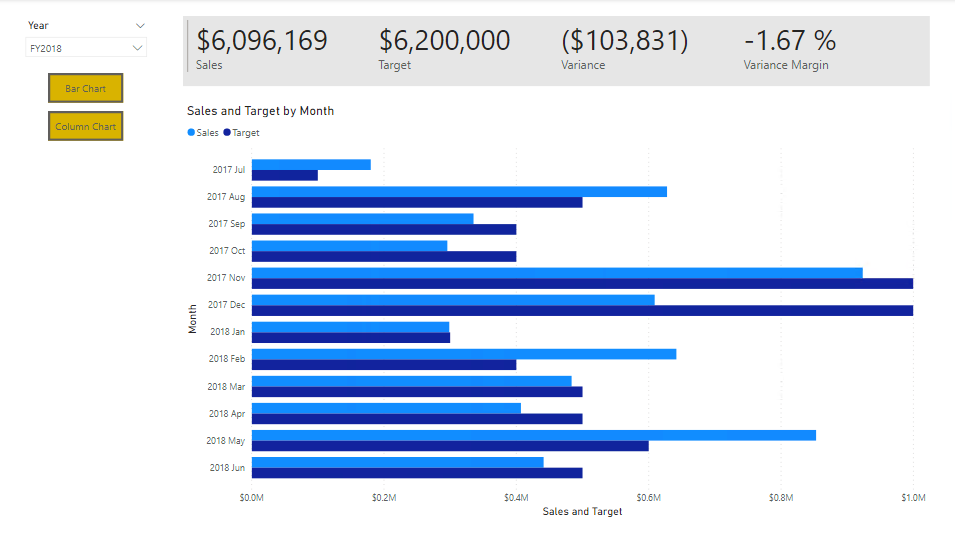 Year
FY2018
Bar Chart
Column Chart
$6,096,169
Sales
$6,200,000
Target
($103,831)
Variance
-1.67 %
Variance Margin
Sales and Target by Month
Sales Target
Month
2017 Jul
2017 Aug
2017 Sep
2017 Oct
2017 Nov
2017 Dec
2018 Jan
2018 Feb
2018 Mar
2018 Apr
2018 May
2018 Jun
$0.0M $0.2M $0.4M $0.6M $0.8M $1.0M
Sales and Target